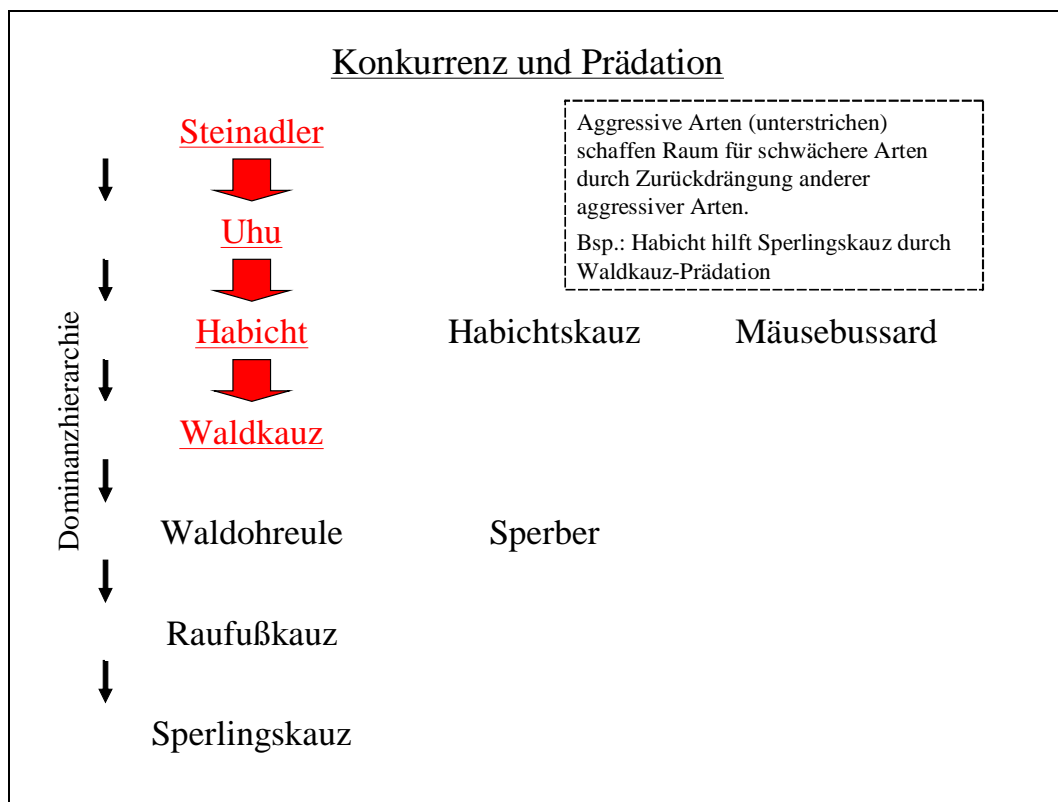 Konkurrenz und Prädation
Steinadler
Aggressive Arten (unterstrichen)
schaffen Raum für schwächere Arten
durch Zurückdrängung anderer
aggressiver Arten.
Bsp.: Habicht hilft Sperlingskauz durch
Waldkauz-Prädation
Uhu
Habicht
Habichtskauz
Mäusebussard
Dominanzhierarchie
Waldkauz
Waldohreule
Sperber
Raufußkauz
Sperlingskauz